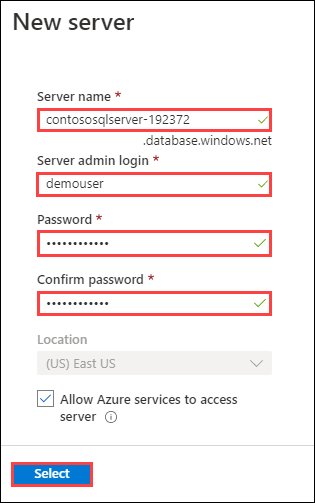 New server
Server name *
contososqlserver-192372
.database.windows.net
Server admin login *
demouser
Password *
••••••••••••
Confirm password *
••••••••••••
Location
(US) East US
Allow Azure services to access
server
Select